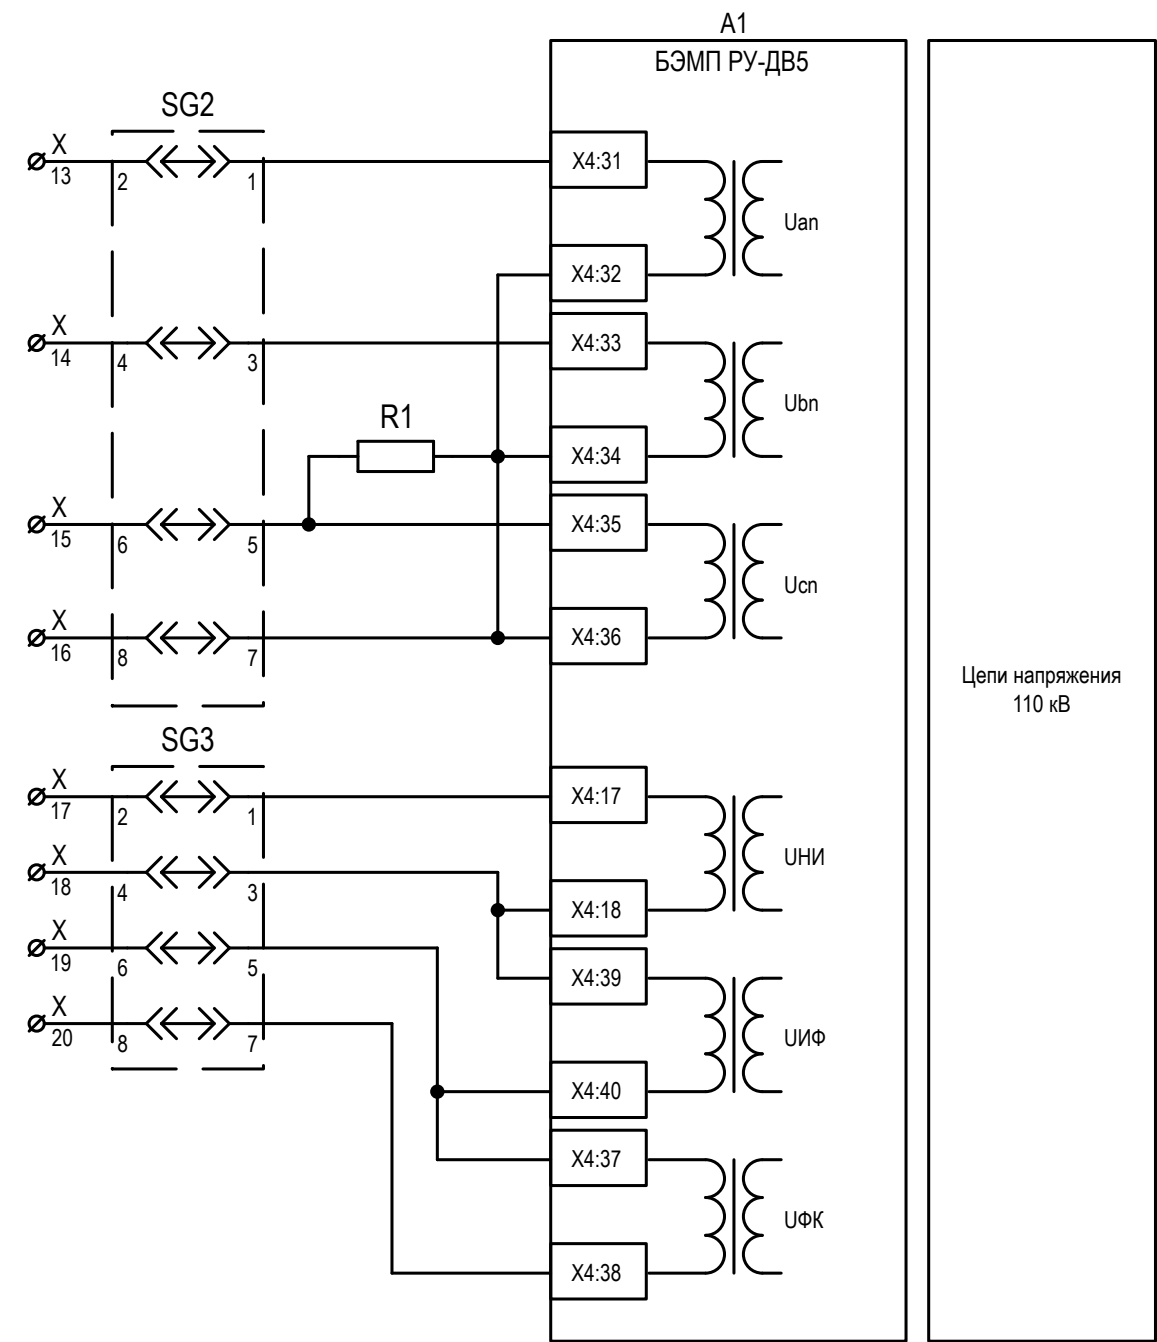 A1
БЭМП РУ-ДВ5
SG2
X
13
2
1
X4:31
Uan
X4:32
X
14
4
3
X4:33
Ubn
R1
X4:34
X
15
6
5
X4:35
Ucn
X
16
8
7
X4:36
Цепи напряжения
110 кВ
SG3
X
17
2
1
X4:17
UНИ
X
18
4
3
X4:18
X
19
6
5
X4:39
X
20
8
7
UИФ
X4:40
X4:37
UФК
X4:38